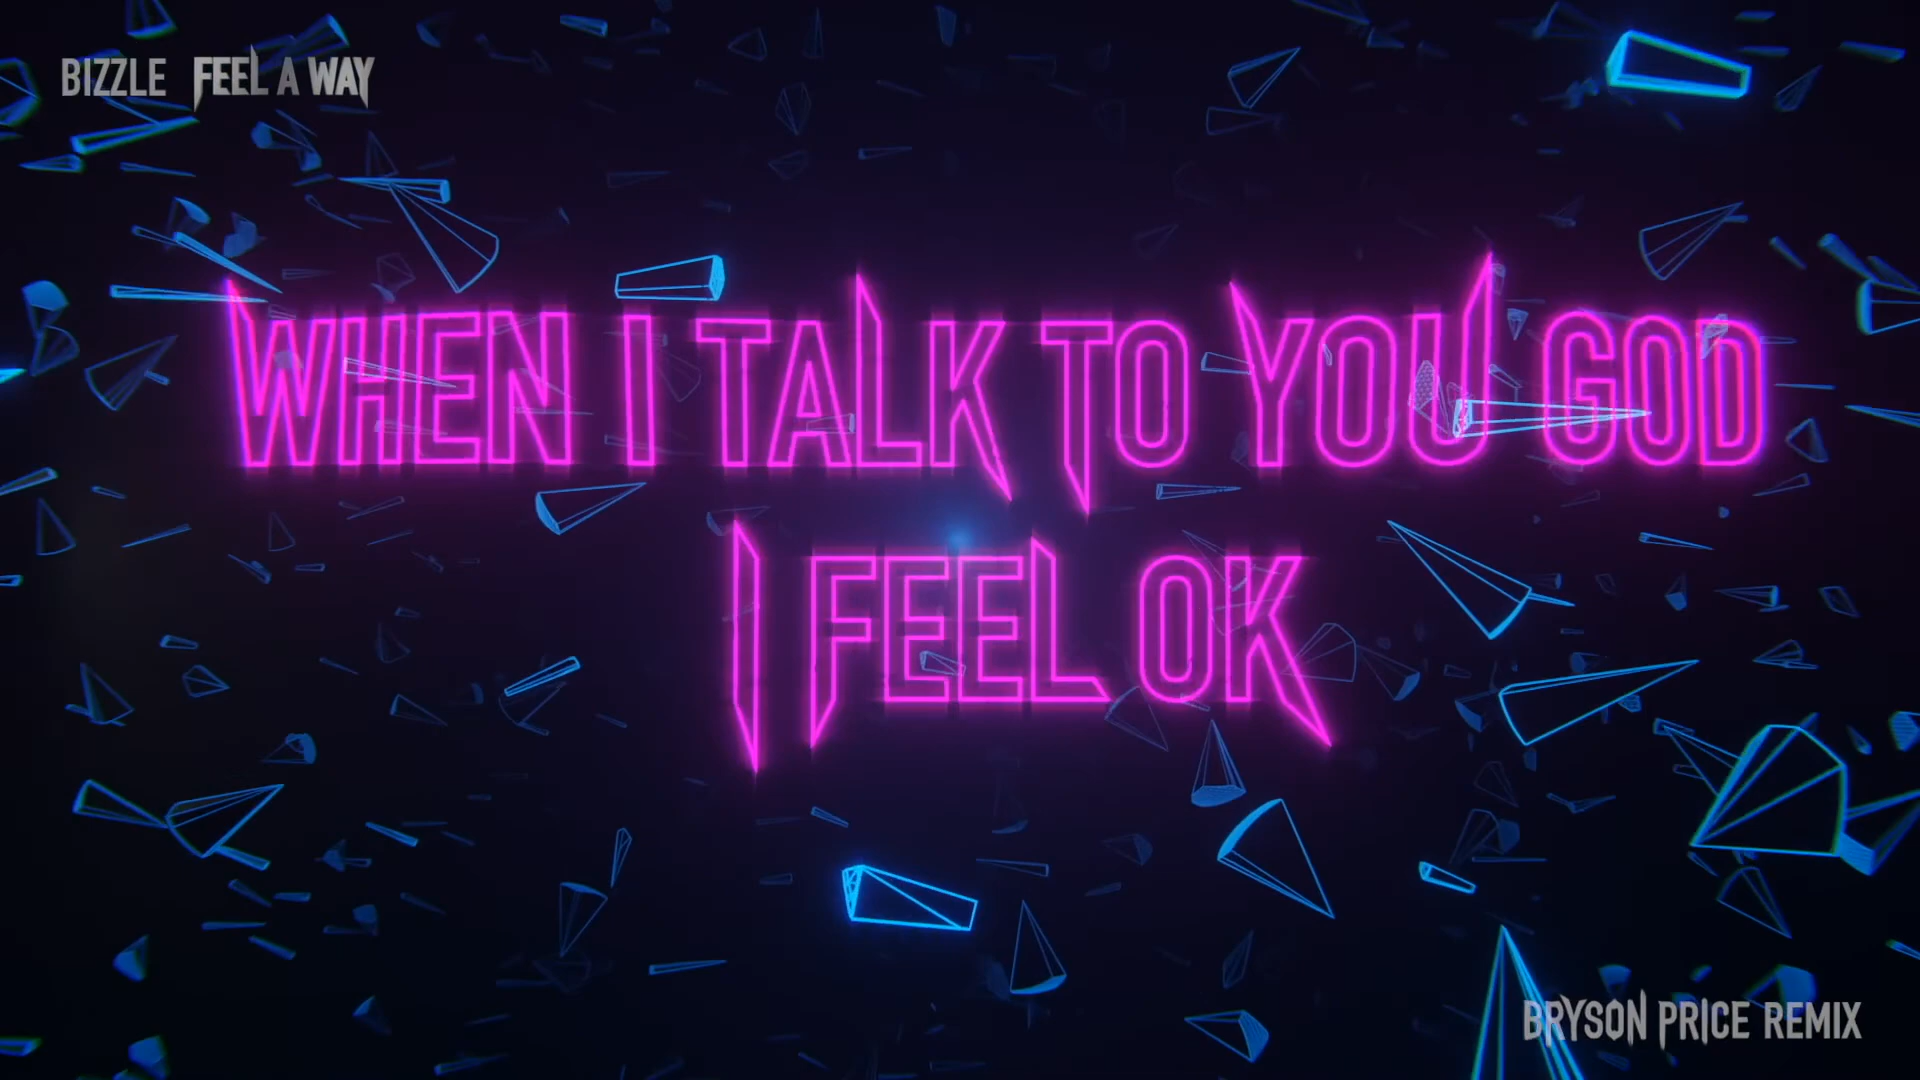 BIZZLE FEEL A WAY
WHEN I TALK TO YOU GOD
I FEEL OK
BRYSON PRICE REMIX